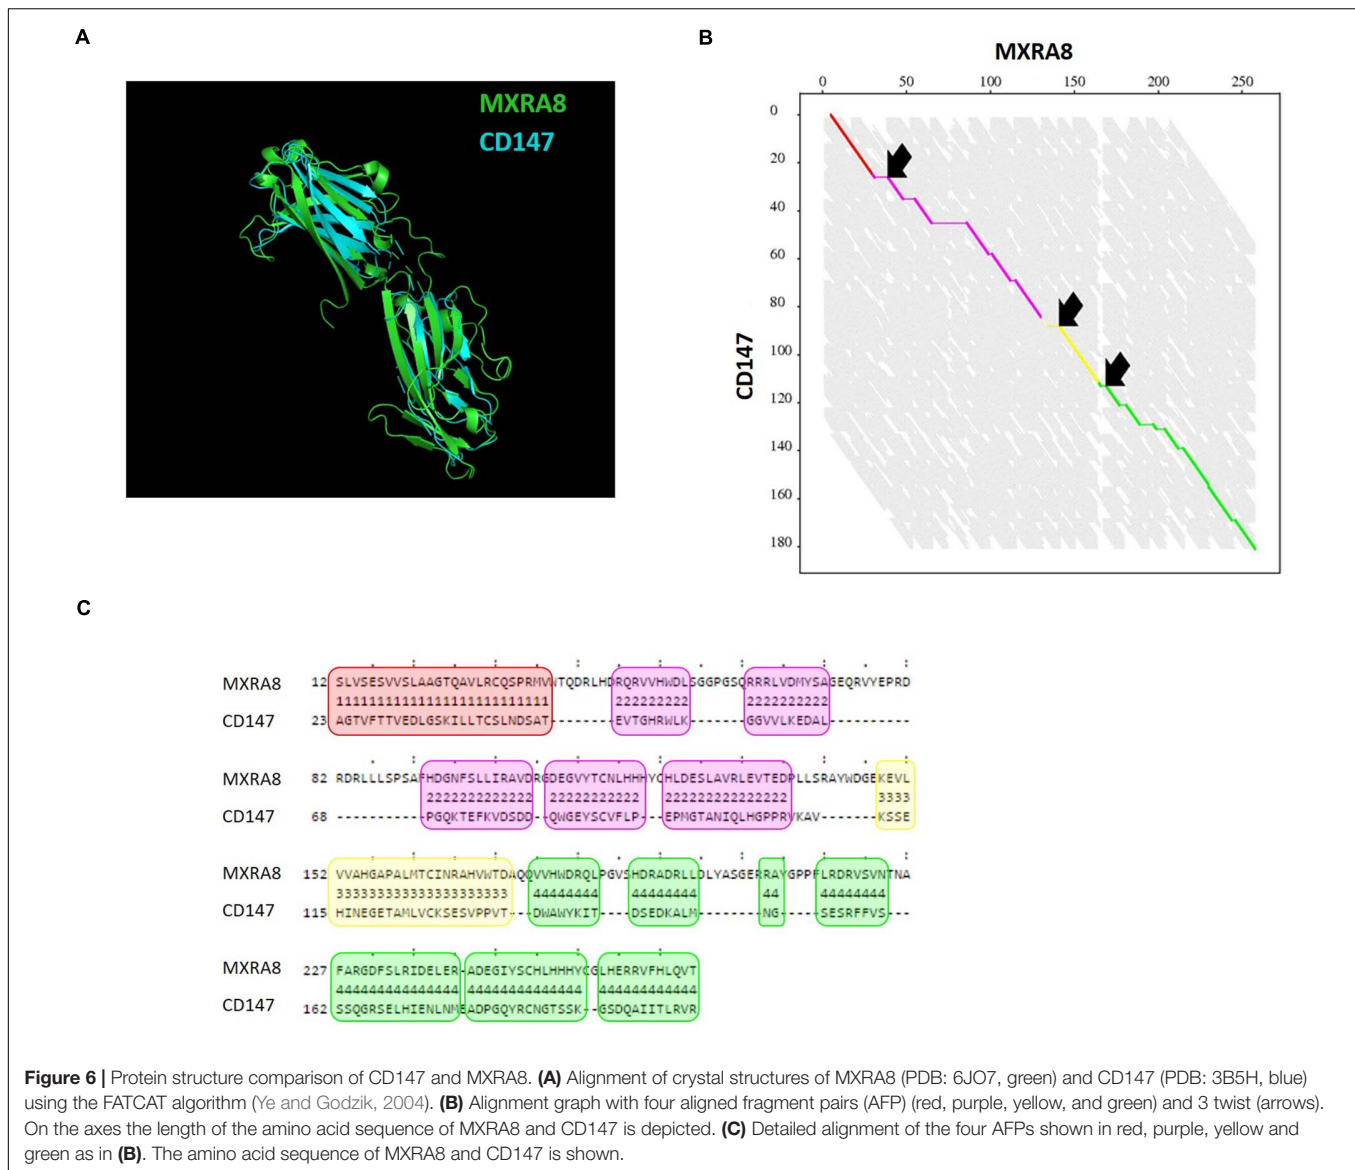 A
MXRA8
CD147
B
MXRA8
0 50 100 150 200 250
0
20
40
60
80
100
120
140
160
180
CD147
C
MXRA8 12 SLVSESVVSLAAGTQAVLRCQSPRMVWTQDRLHDRQRVVHWDLSGGPGSQRRRLVDMYSAGEQRVYEPRD
11111111111111111111111111 222222222 2222222222
CD147 23 AGTVFTTVEDLGSKILLTCSLNDSAT--------EVTGHRWLK-------GGVVLKEDAL----------
MXRA8 82 RDRLLLSPSAFHDGNFSLLIRAVDRGDEGVYTCNLHHHYCHLDESLAVRLEVTEDPLLSRAYWDGEKEVL
2222222222222 222222222222 222222222222222 3333
CD147 68 -----------PGQKTEFKVDSDD--QWGEYSCVFLP---EPMGTANIQLHGPPRVKAV-------KSSE
MXRA8 152 VVAHGAPALMTCINRAHVWTDAQQVVHWDRQLPGVSHDRADRLLDLYASGERRAYGPPFLRDRVSVNTNA
333333333333333333333 44444444 44444444 44 44444444
CD147 115 HINEGETAMLVCKSESVPPVT---DWAWYKIT----DSEDKALM--------NG-----SESRFFVS---
MXRA8 227 FARGDFSLRIDELER-ADEGIYSCHLHHHYCGLHERRVFHLQVT
444444444444444 44444444444444 444444444444
CD147 162 SSQGRSELHIENLNMEADPGQYRCNGTSSK--GSDQAIITLRVR
Figure 6 | Protein structure comparison of CD147 and MXRA8. (A) Alignment of crystal structures of MXRA8 (PDB: 6JO7, green) and CD147 (PDB: 3B5H, blue)
using the FATCAT algorithm (Ye and Godzik, 2004). (B) Alignment graph with four aligned fragment pairs (AFP) (red, purple, yellow, and green) and 3 twist (arrows).
On the axes the length of the amino acid sequence of MXRA8 and CD147 is depicted. (C) Detailed alignment of the four AFPs shown in red, purple, yellow and
green as in (B). The amino acid sequence of MXRA8 and CD147 is shown.